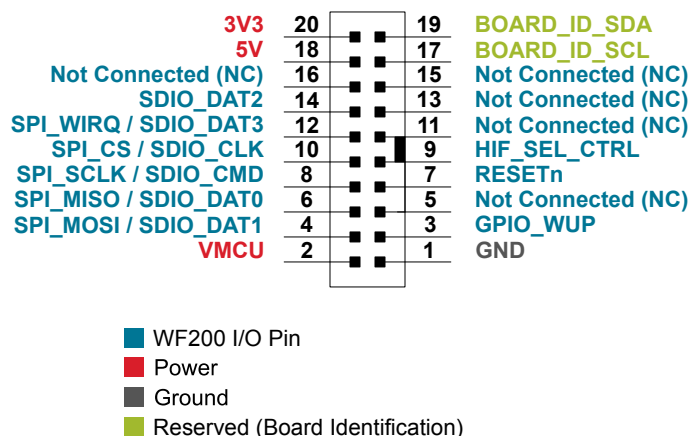 3V3 20 19 BOARD_ID_SDA
5V 18 17 BOARD_ID_SCL
Not Connected (NC) 16 15 Not Connected (NC)
SDIO_DAT2 14 13 Not Connected (NC)
SPI_WIRQ / SDIO_DAT3 12 11 Not Connected (NC)
SPI_CS / SDIO_CLK 10 9 HIF_SEL_CTRL
SPI_SCLK / SDIO_CMD 8 7 RESETn
SPI_MISO / SDIO_DAT0 6 5 Not Connected (NC)
SPI_MOSI / SDIO_DAT1 4 3 GPIO_WUP
VMCU 2 1 GND
WF200 I/O Pin
Power
Ground
Reserved (Board Identification)